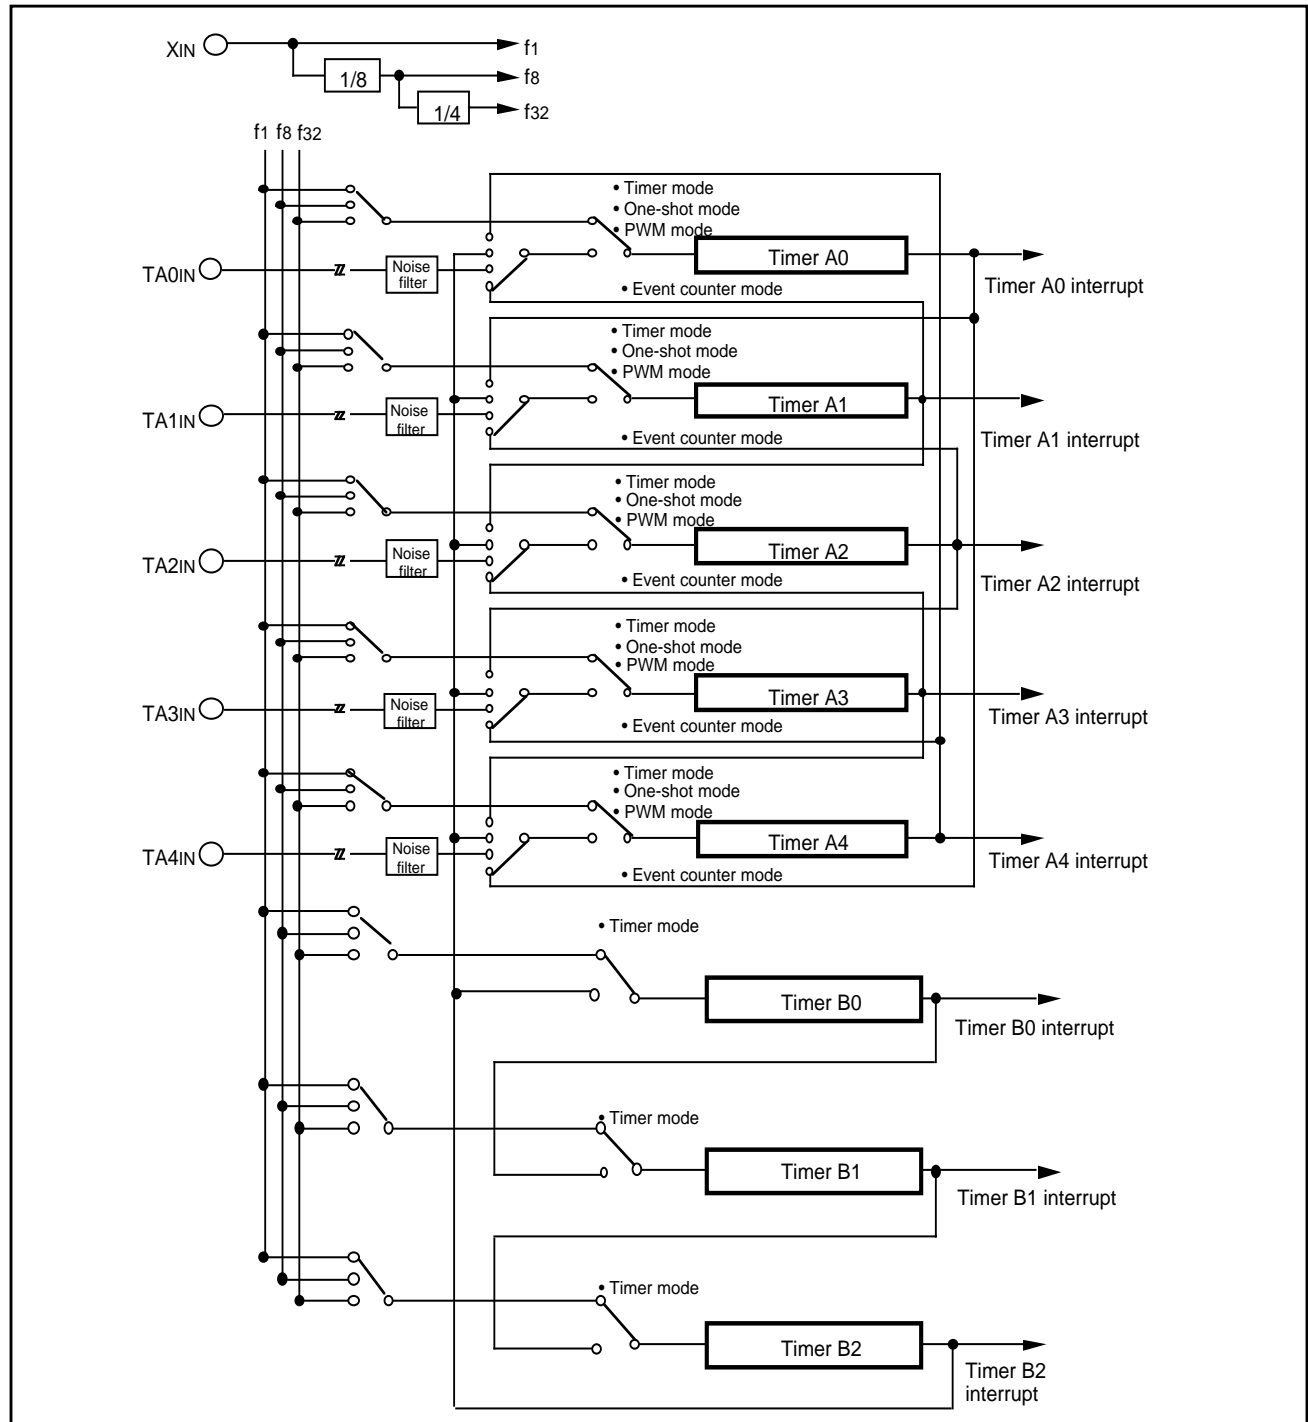 XIN
f1
1/8
f8
1/4
f32
f1 f8 f32
• Timer mode
• One-shot mode
• PWM mode
Timer A0
TA0IN
Noise
filter
Timer A0 interrupt
• Event counter mode
• Timer mode
• One-shot mode
• PWM mode
Timer A1
TA1IN
Noise
filter
Timer A1 interrupt
• Event counter mode
• Timer mode
• One-shot mode
• PWM mode
Timer A2
TA2IN
Noise
filter
Timer A2 interrupt
• Event counter mode
• Timer mode
• One-shot mode
• PWM mode
Timer A3
TA3IN
Noise
filter
Timer A3 interrupt
• Event counter mode
• Timer mode
• One-shot mode
• PWM mode
Timer A4
TA4IN
Noise
filter
Timer A4 interrupt
• Event counter mode
• Timer mode
Timer B0
Timer B0 interrupt
• Timer mode
Timer B1
Timer B1 interrupt
• Timer mode
Timer B2
Timer B2
interrupt